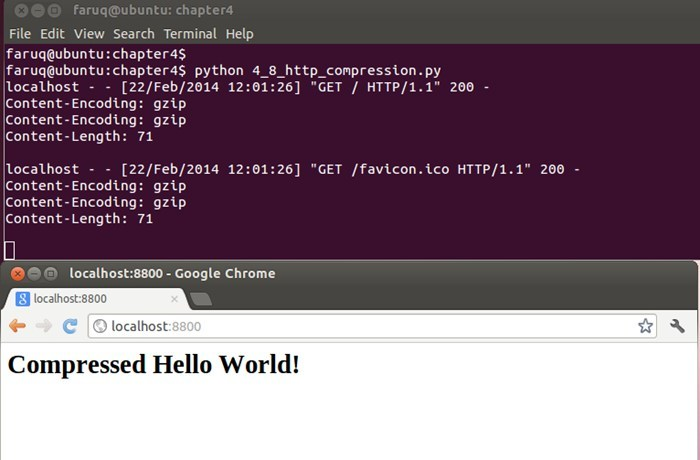 faruq@ubuntu: chapter4
File Edit View Search Terminal Help
faruq@ubuntu:chapter4$
faruq@ubuntu:chapter4$ python 4_8_http_compression.py
localhost - - [22/Feb/2014 12:01:26] "GET / HTTP/1.1" 200 -
Content-Encoding: gzip
Content-Encoding: gzip
Content-Length: 71
localhost - - [22/Feb/2014 12:01:26] "GET /favicon.ico HTTP/1.1" 200 -
Content-Encoding: gzip
Content-Encoding: gzip
Content-Length: 71
localhost:8800 - Google Chrome
localhost:8800
localhost:8800
Compressed Hello World!